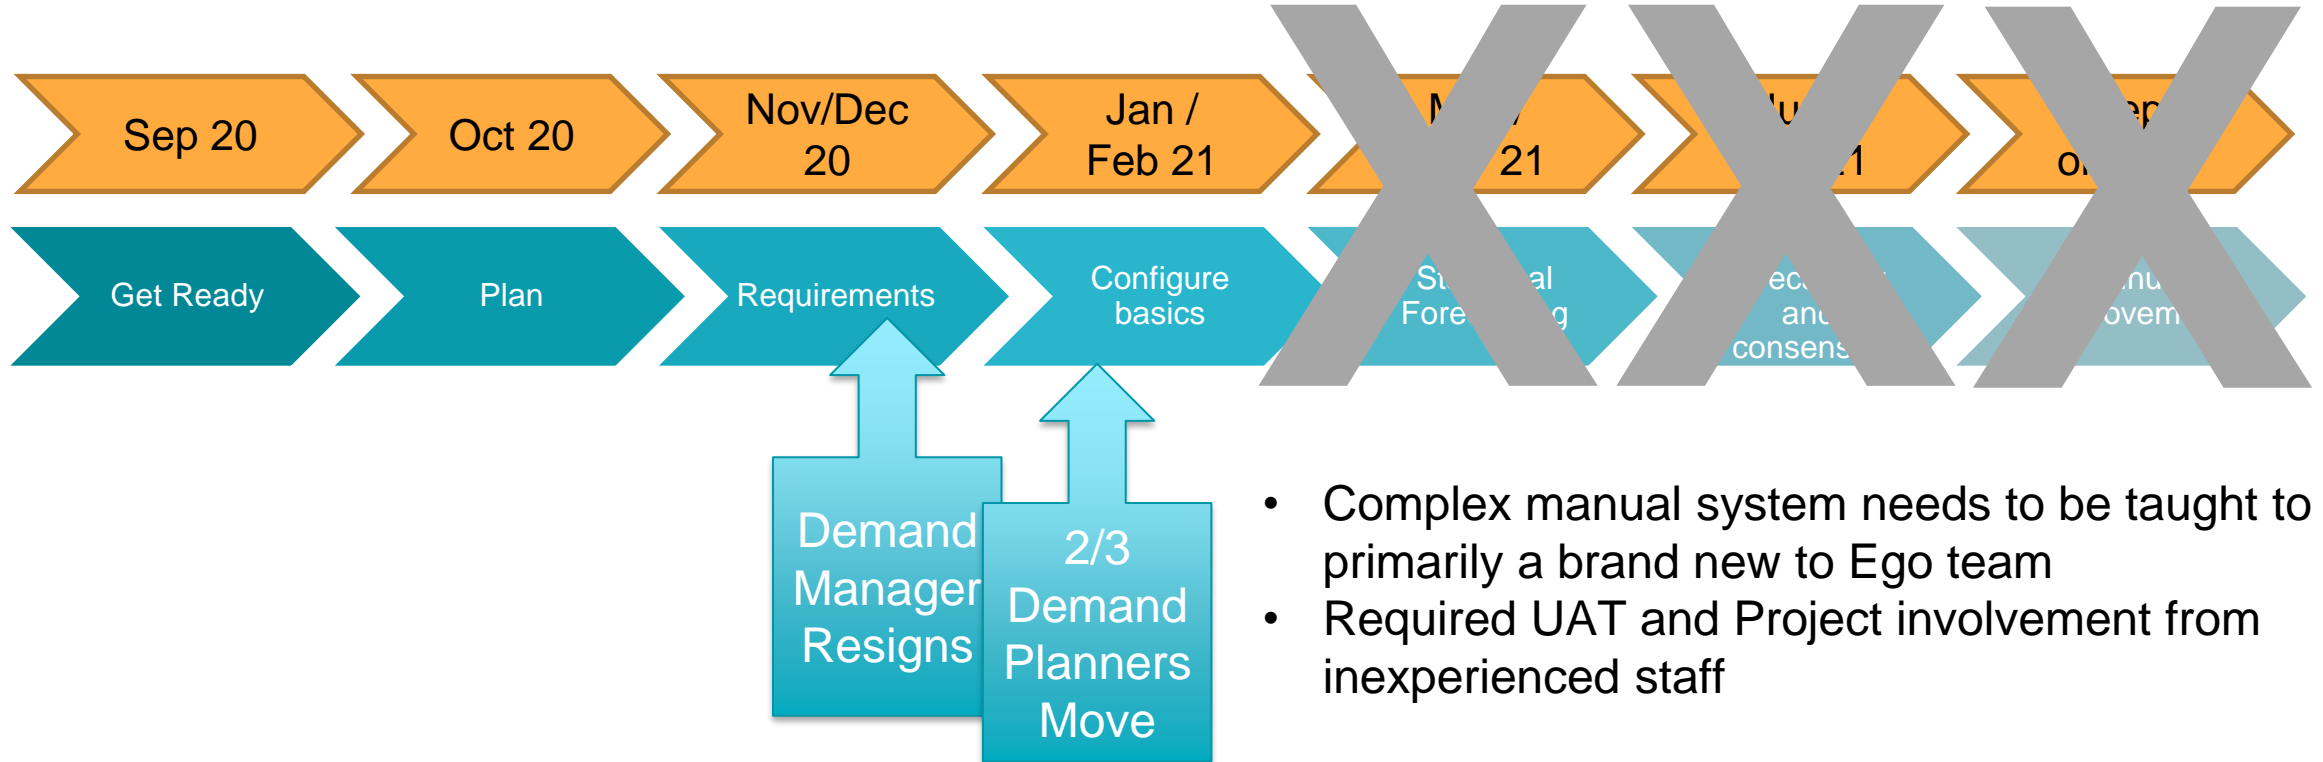 Sep 20
Oct 20
Nov/Dec
20
Jan /
Feb 21
21
Get Ready
Plan
Requirements
Configure
basics
and
Demand
Manager
Resigns
2/3
Demand
Planners
Move
• Complex manual system needs to be taught to
primarily a brand new to Ego team
• Required UAT and Project involvement from
inexperienced staff